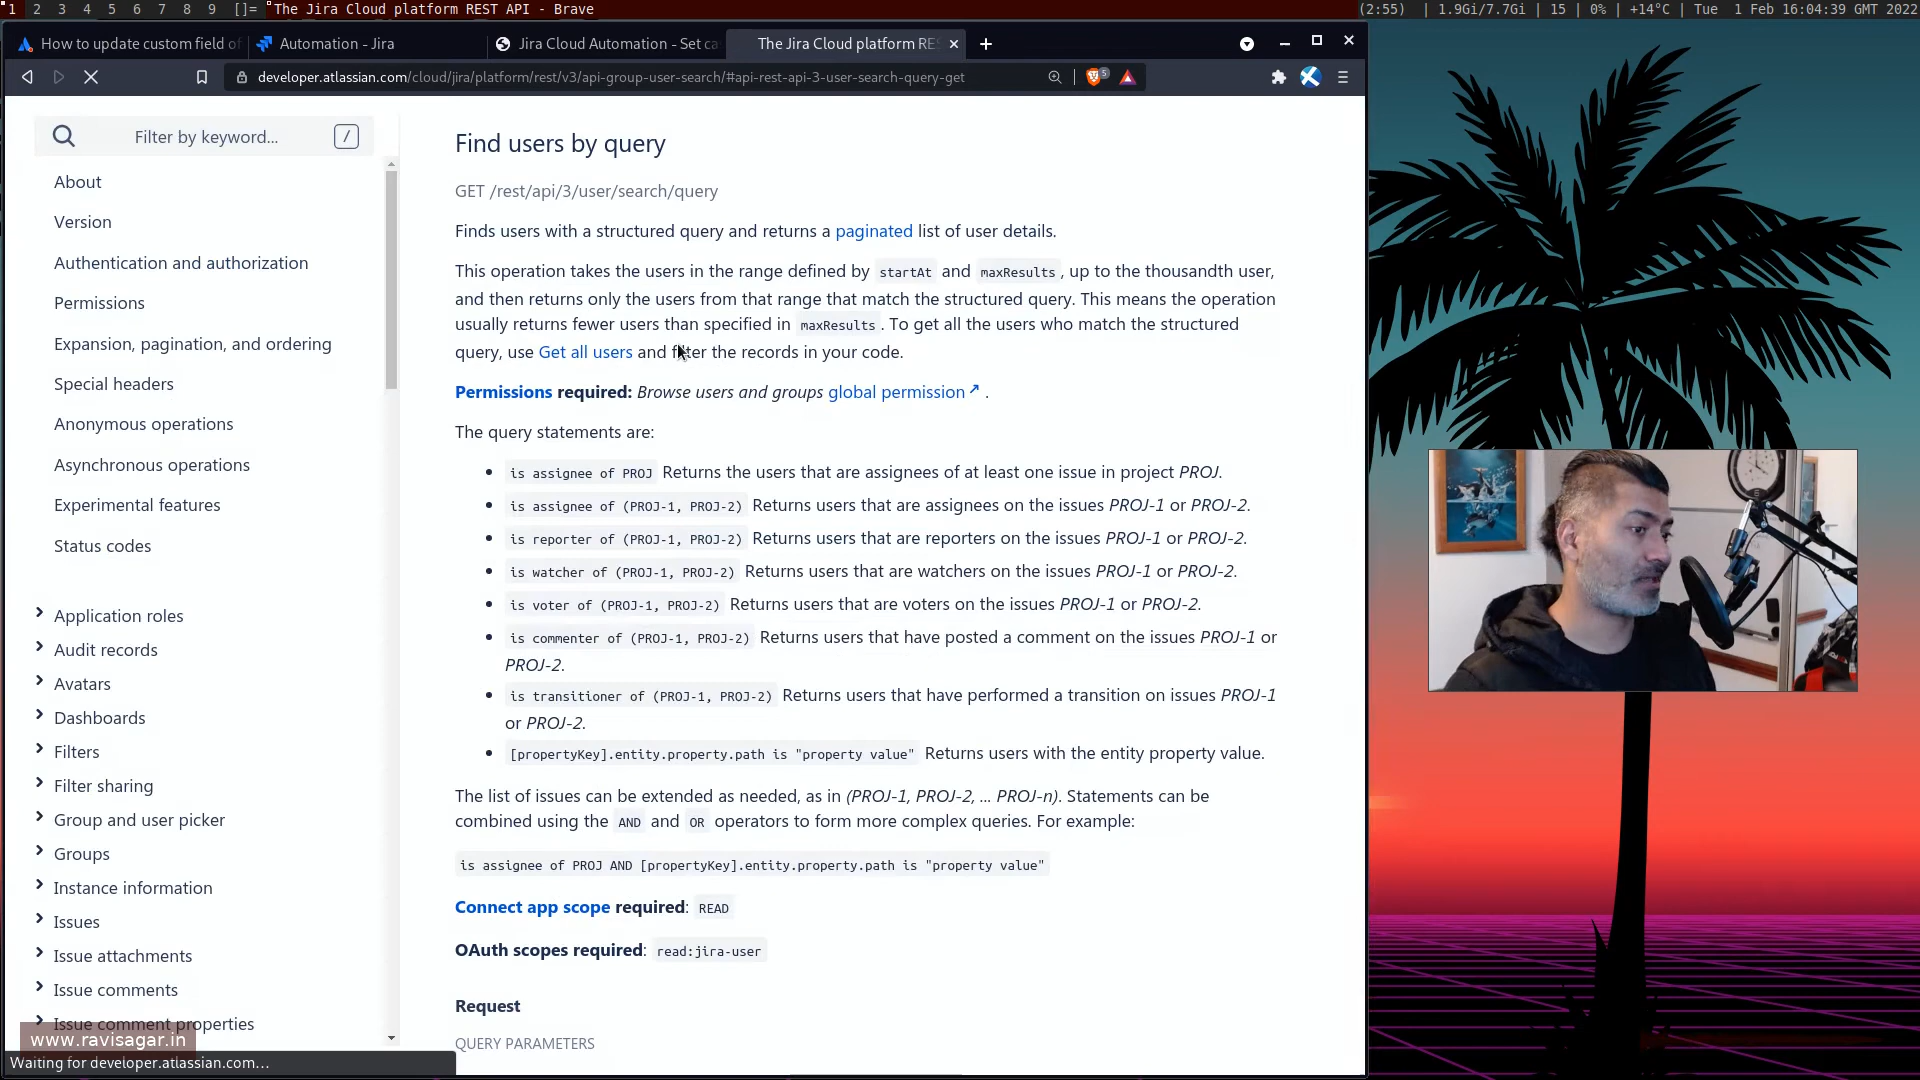 1 2 3 4 5 6 7 8 9 []= The Jira Cloud platform REST API - Brave
(2:55) | 1.9Gi/7.7Gi | 15 | 0% | +14°C | Tue 1 Feb 16:04:39 GMT 2022
How to update custom field of
Automation - Jira
Jira Cloud Automation - Set ca
The Jira Cloud platform RES
developer.atlassian.com/cloud/jira/platform/rest/v3/api-group-user-search/#api-rest-api-3-user-search-query-get
5
Filter by keyword... /
About
Version
Authentication and authorization
Permissions
Expansion, pagination, and ordering
Special headers
Anonymous operations
Asynchronous operations
Experimental features
Status codes
Application roles
Audit records
Avatars
Dashboards
Filters
Filter sharing
Group and user picker
Groups
Instance information
Issues
Issue attachments
Issue comments
Issue comment properties
Find users by query
GET /rest/api/3/user/search/query
Finds users with a structured query and returns a paginated list of user details.
This operation takes the users in the range defined by startAt and maxResults, up to the thousandth user,
and then returns only the users from that range that match the structured query. This means the operation
usually returns fewer users than specified in maxResults. To get all the users who match the structured
query, use Get all users and filter the records in your code.
Permissions required: Browse users and groups global permission↗ .
The query statements are:
• is assignee of PROJ Returns the users that are assignees of at least one issue in project PROJ.
• is assignee of (PROJ-1, PROJ-2) Returns users that are assignees on the issues PROJ-1 or PROJ-2.
• is reporter of (PROJ-1, PROJ-2) Returns users that are reporters on the issues PROJ-1 or PROJ-2.
• is watcher of (PROJ-1, PROJ-2) Returns users that are watchers on the issues PROJ-1 or PROJ-2.
• is voter of (PROJ-1, PROJ-2) Returns users that are voters on the issues PROJ-1 or PROJ-2.
• is commenter of (PROJ-1, PROJ-2) Returns users that have posted a comment on the issues PROJ-1 or
PROJ-2.
• is transitioner of (PROJ-1, PROJ-2) Returns users that have performed a transition on issues PROJ-1
or PROJ-2.
• [propertyKey].entity.property.path is "property value" Returns users with the entity property value.
The list of issues can be extended as needed, as in (PROJ-1, PROJ-2, ... PROJ-n). Statements can be
combined using the AND and OR operators to form more complex queries. For example:
is assignee of PROJ AND [propertyKey].entity.property.path is "property value"
Connect app scope required: READ
OAuth scopes required: read:jira-user
Request
QUERY PARAMETERS
www.ravisagar.in
Waiting for developer.atlassian.com...